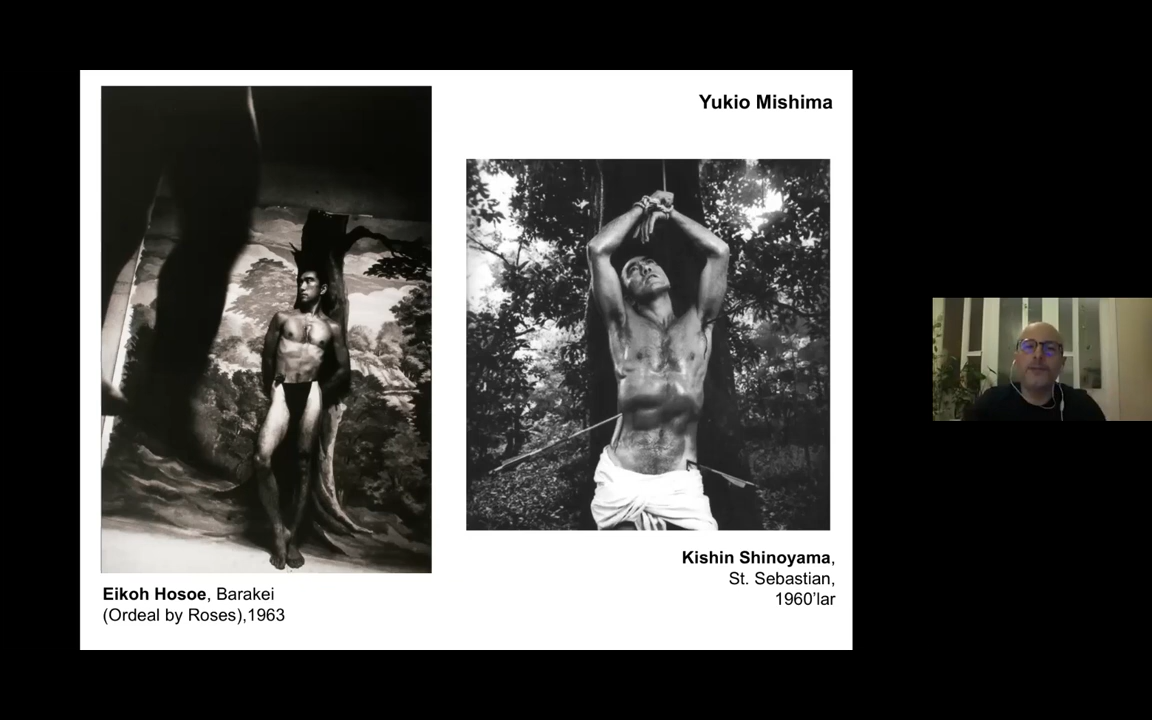 Yukio Mishima
Eikoh Hosoe, Barakei
(Ordeal by Roses),1963
Kishin Shinoyama,
St. Sebastian,
1960'lar